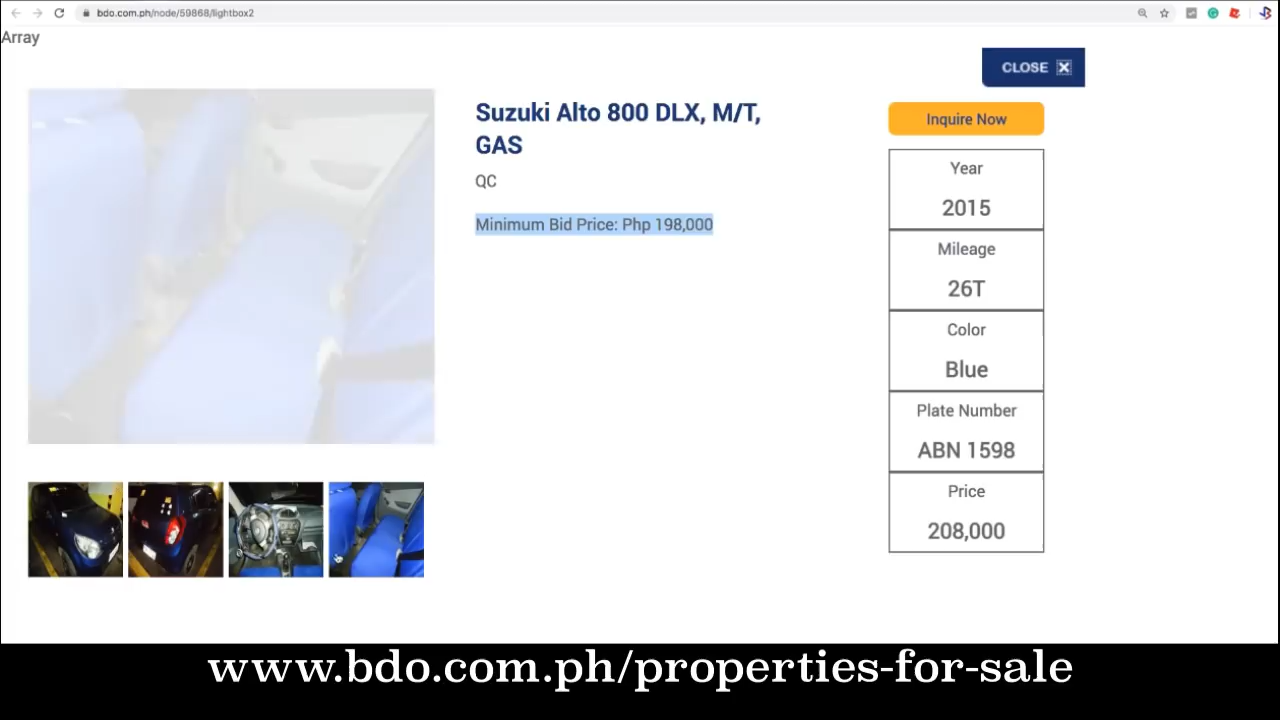 bdo.com.ph/node/59868/lightbox2
Array
CLOSE
Suzuki Alto 800 DLX, M/T,
GAS
QC
Minimum Bid Price: Php 198,000
Inquire Now
Year
2015
Mileage
26T
Color
Blue
Plate Number
ABN 1598
Price
208,000
www.bdo.com.ph/properties-for-sale